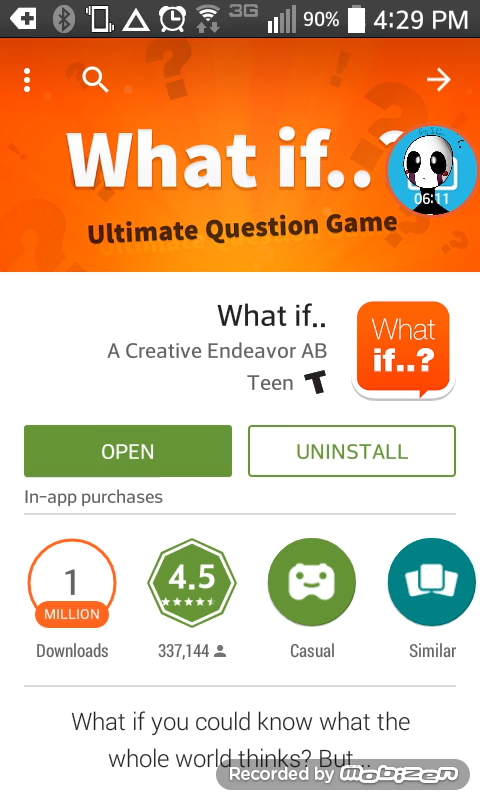 3G 90% 4:29 PM
What if..?
06:11
Ultimate Question Game
What if..
A Creative Endeavor AB
Teen T
What
if..?
OPEN
UNINSTALL
In-app purchases
1
MILLION
4.5
Downloads
337,144
Casual
Similar
What if you could know what the
whole world thinks? But...
Recorded by mobizen